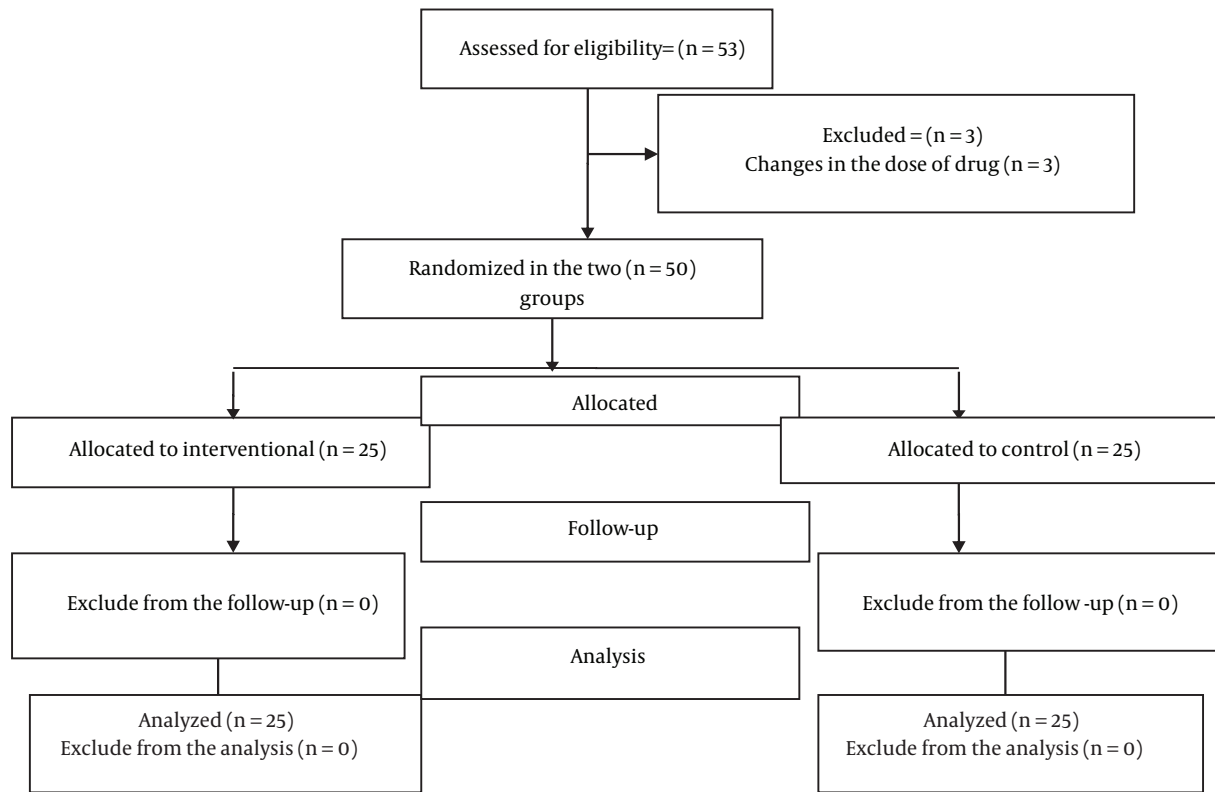 Assessed for eligibility= (n = 53)
Excluded = (n = 3)
Changes in the dose of drug (n = 3)
Randomized in the two (n = 50)
groups
Allocated
Allocated to interventional (n = 25)
Allocated to control (n = 25)
Follow-up
Exclude from the follow-up (n = 0)
Exclude from the follow -up (n = 0)
Analysis
Analyzed (n = 25)
Exclude from the analysis (n = 0)
Analyzed (n = 25)
Exclude from the analysis (n = 0)